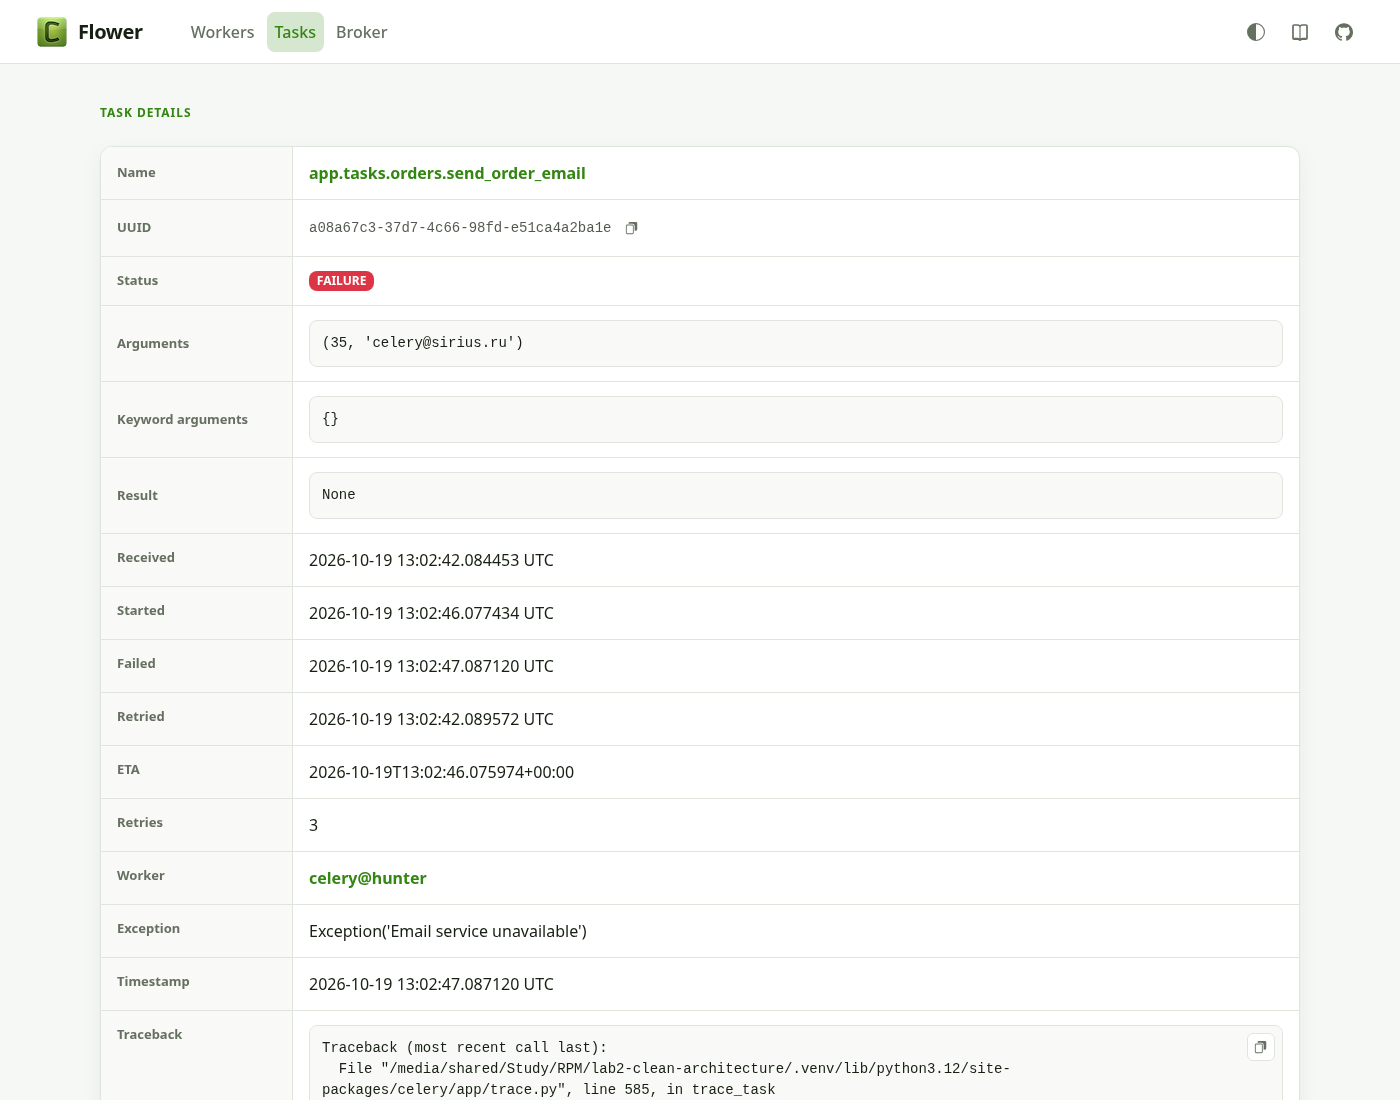 Flower
Workers
Tasks
Broker
TASK DETAILS
Name
app.tasks.orders.send_order_email
UUID
a08a67c3-37d7-4c66-98fd-e51ca4a2ba1e
Status
FAILURE
Arguments
(35, 'celery@sirius.ru')
Keyword arguments
{}
Result
None
Received
2026-10-19 13:02:42.084453 UTC
Started
2026-10-19 13:02:46.077434 UTC
Failed
2026-10-19 13:02:47.087120 UTC
Retried
2026-10-19 13:02:42.089572 UTC
ETA
2026-10-19T13:02:46.075974+00:00
Retries
3
Worker
celery@hunter
Exception
Exception('Email service unavailable')
Timestamp
2026-10-19 13:02:47.087120 UTC
Traceback
Traceback (most recent call last):
File "/media/shared/Study/RPM/lab2-clean-architecture/.venv/lib/python3.12/site-
packages/celery/app/trace.py", line 585, in trace_task